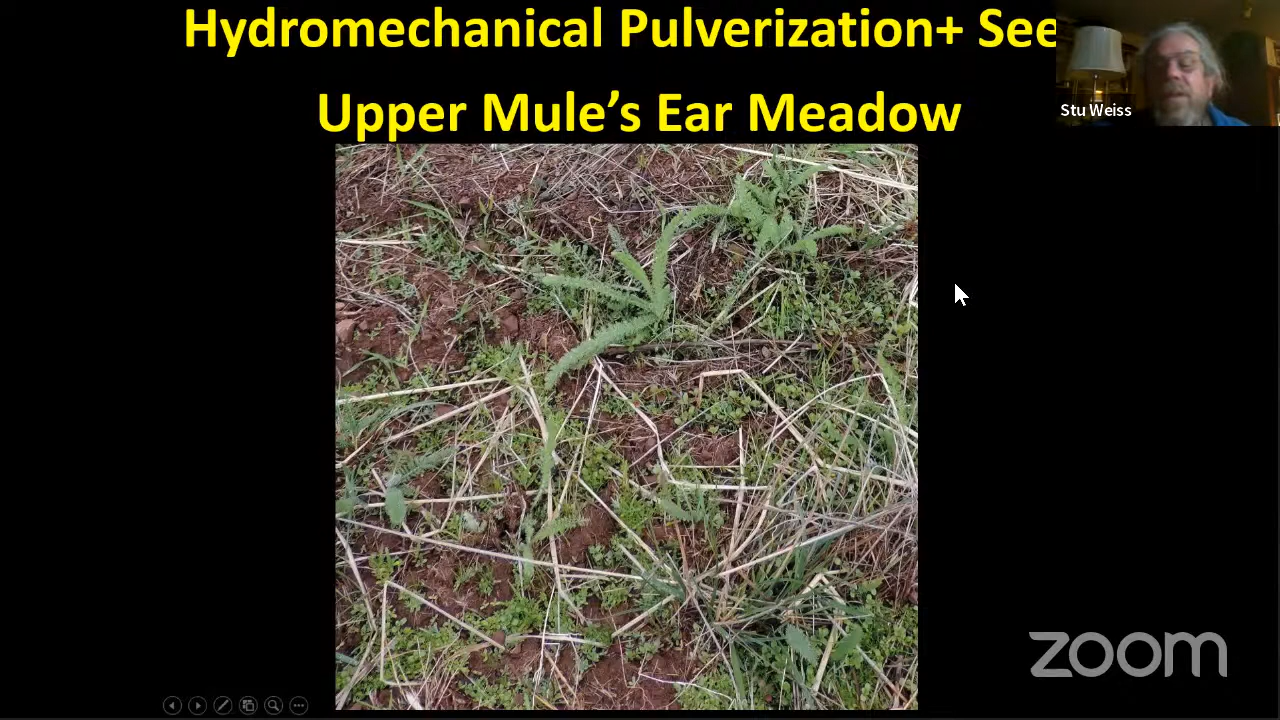 Hydromechanical Pulverization+ See
Upper Mule's Ear Meadow
Stu Weiss
zoom